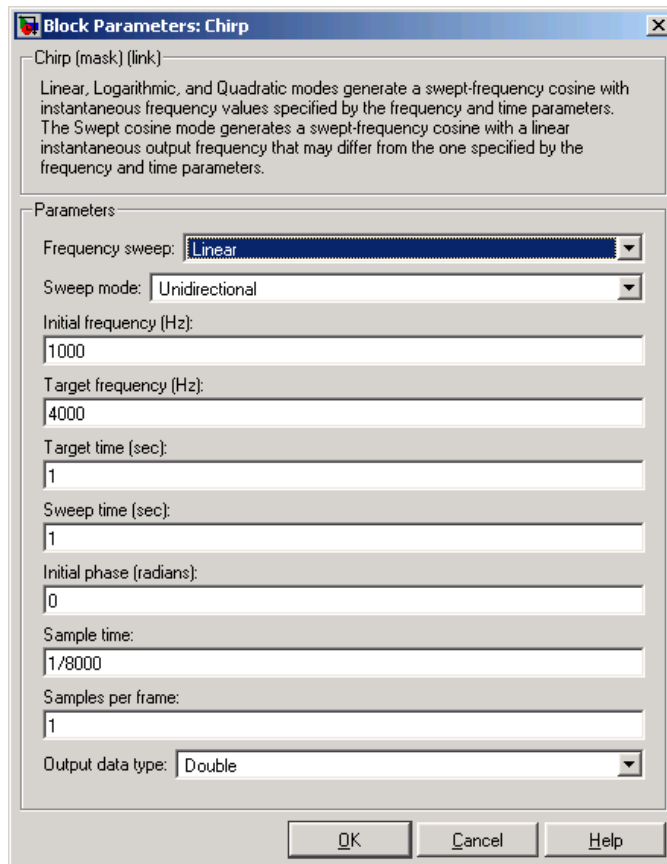 Block Parameters: Chirp
Chirp (mask) (link)
Linear, Logarithmic, and Quadratic modes generate a swept-frequency cosine with
instantaneous frequency values specified by the frequency and time parameters.
The Swept cosine mode generates a swept-frequency cosine with a linear
instantaneous output frequency that may differ from the one specified by the
frequency and time parameters.
Parameters
Frequency sweep: Linear
Sweep mode: Unidirectional
Initial frequency (Hz):
1000
Target frequency (Hz):
4000
Target time (sec):
1
Sweep time (sec):
1
Initial phase (radians):
0
Sample time:
1/8000
Samples per frame:
1
Output data type: Double
OK Cancel Help